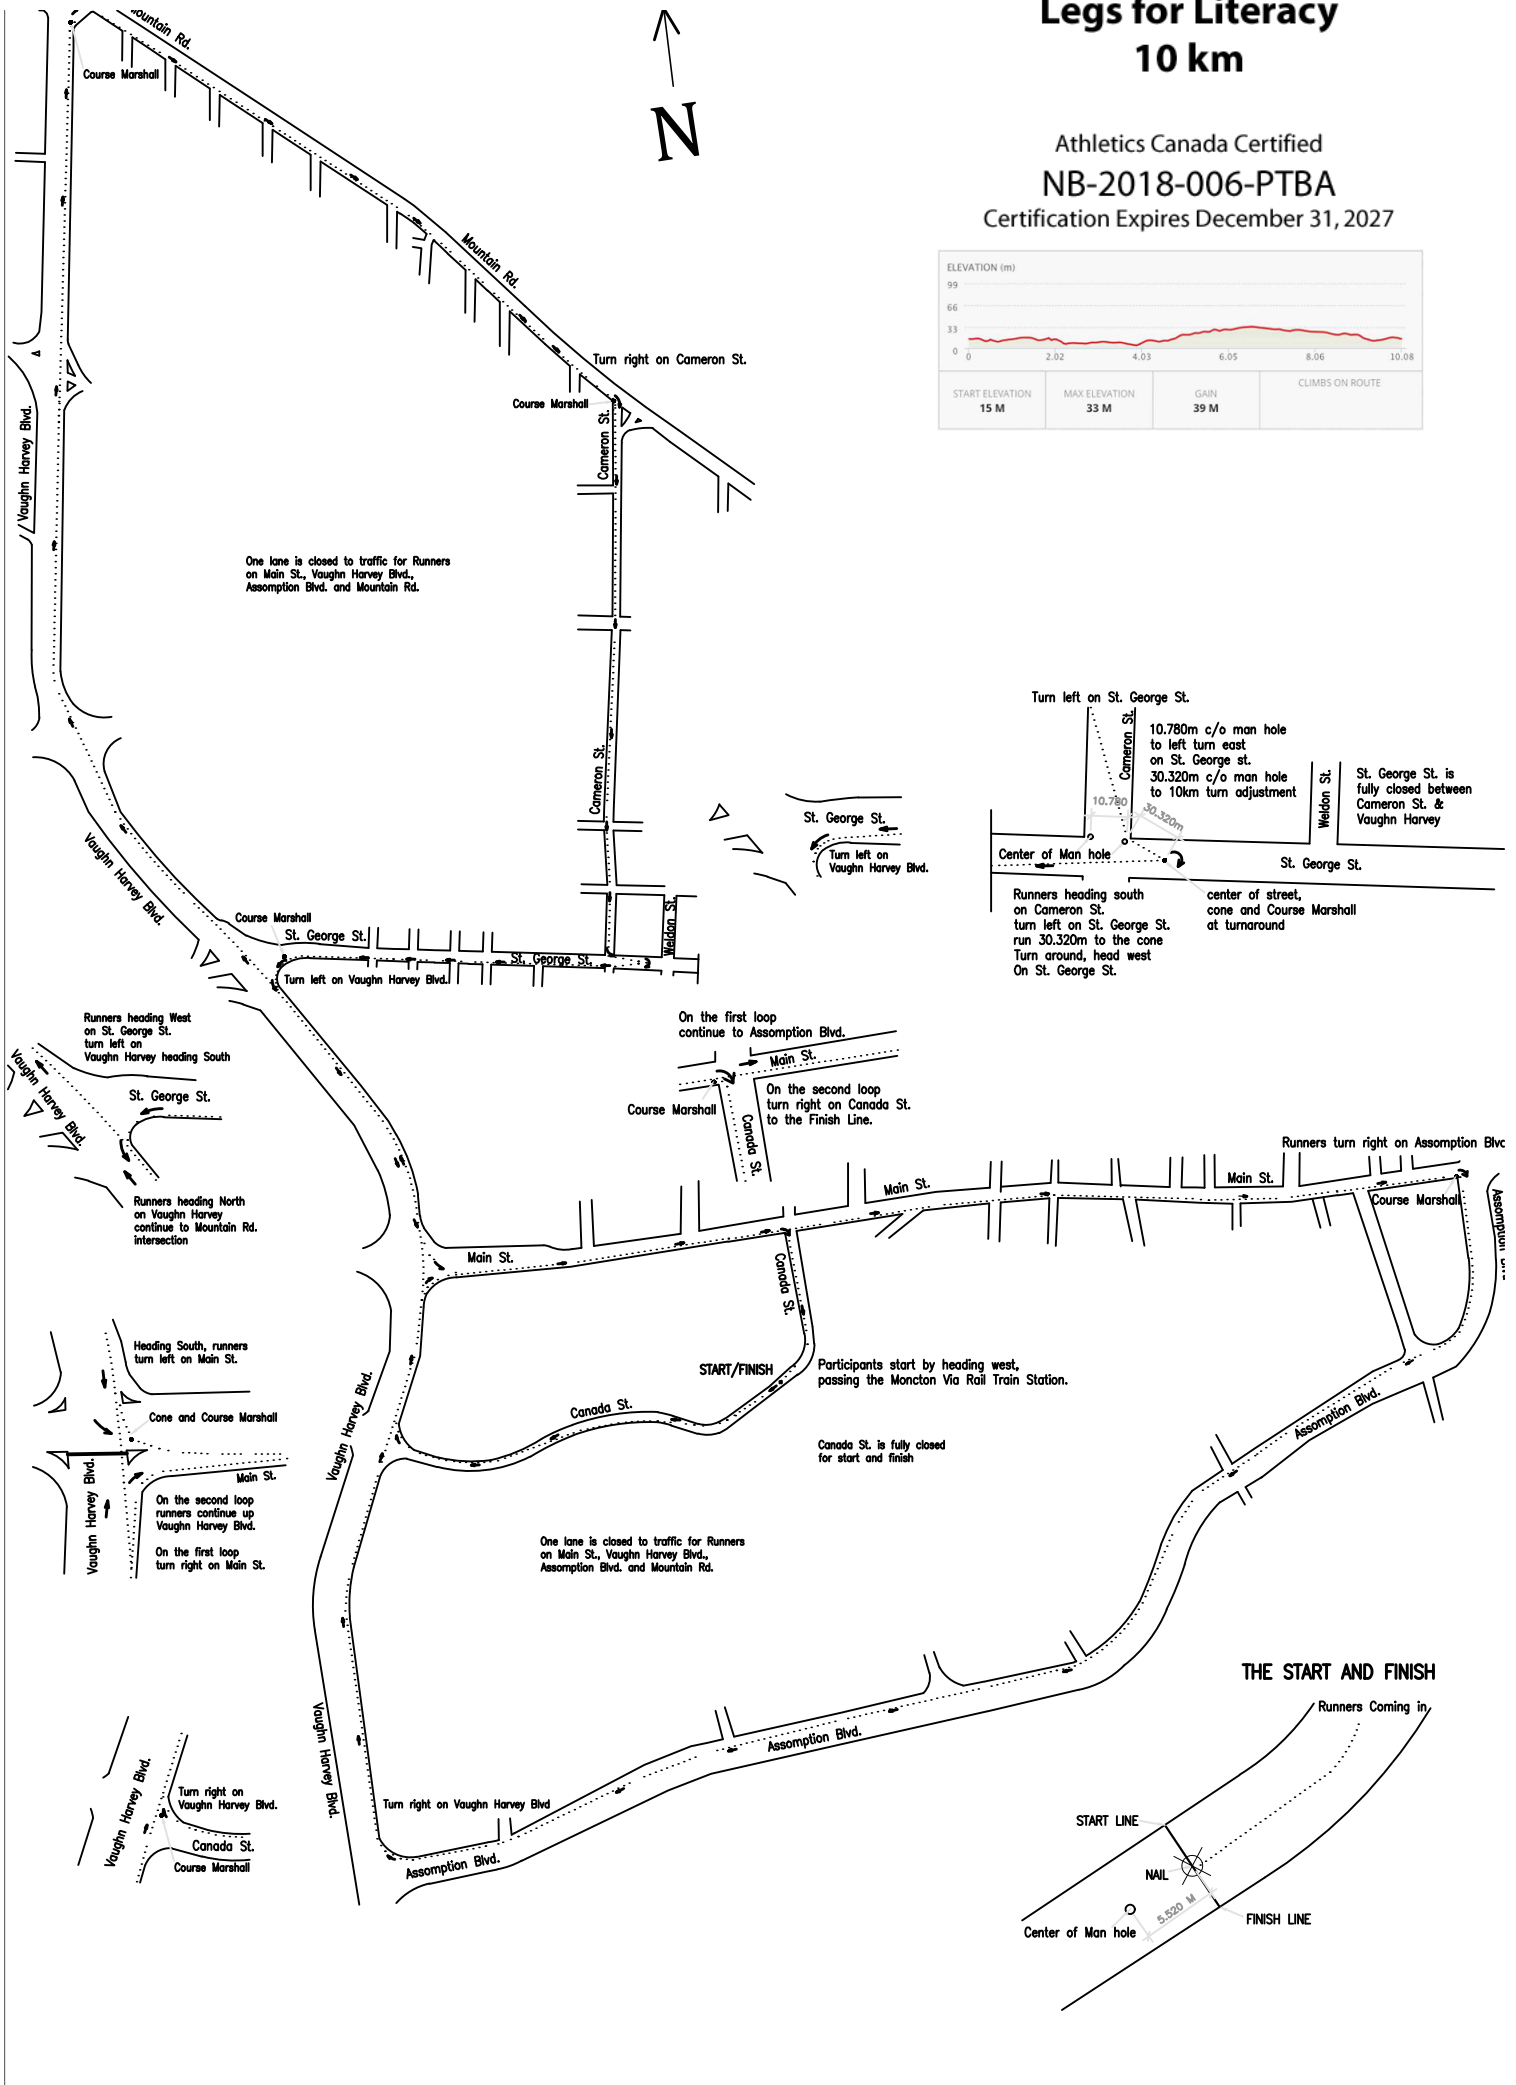 Legs for Literacy
10 km
Athletics Canada Certified
NB-2018-006-PTBA
Certification Expires December 31, 2027
ELEVATION (m)
99
66
33
0
0
2.02
4.03
6.05
8.06
10.08
START ELEVATION
15 M
MAX ELEVATION
33 M
GAIN
39 M
CLIMBS ON ROUTE
N
Mountain Rd.
Course Marshall
Mountain Rd.
Turn right on Cameron St.
Course Marshall
Cameron St.
Vaughn Harvey Blvd.
One lane is closed to traffic for Runners
on Main St., Vaughn Harvey Blvd.,
Assomption Blvd. and Mountain Rd.
Cameron St.
Vaughn Harvey Blvd.
Course Marshall
St. George St.
St. George St.
Weldon St.
Turn left on Vaughn Harvey Blvd.
St. George St.
Turn left on
Vaughn Harvey Blvd.
Turn left on St. George St.
Cameron St.
10.780m c/o man hole
to left turn east
on St. George st.
30.320m c/o man hole
to 10km turn adjustment
Weldon St.
St. George St. is
fully closed between
Cameron St. &
Vaughn Harvey
10.780
30.320m
Center of Man hole
St. George St.
Runners heading south
on Cameron St.
turn left on St. George St.
run 30.320m to the cone
Turn around, head west
On St. George St.
center of street,
cone and Course Marshall
at turnaround
Runners heading West
on St. George St.
turn left on
Vaughn Harvey heading South
Vaughn Harvey Blvd.
St. George St.
Runners heading North
on Vaughn Harvey
continue to Mountain Rd.
intersection
On the first loop
continue to Assomption Blvd.
Main St.
Course Marshall
On the second loop
turn right on Canada St.
to the Finish Line.
Canada St.
Runners turn right on Assomption Blvd
Main St.
Main St.
Course Marshall
Assomption Blvd.
Main St.
Canada St.
Heading South, runners
turn left on Main St.
Cone and Course Marshall
Main St.
Vaughn Harvey Blvd.
On the second loop
runners continue up
Vaughn Harvey Blvd.
On the first loop
turn right on Main St.
START/FINISH
Participants start by heading west,
passing the Moncton Via Rail Train Station.
Canada St.
Vaughn Harvey Blvd.
Canada St. is fully closed
for start and finish
Assomption Blvd.
One lane is closed to traffic for Runners
on Main St., Vaughn Harvey Blvd.,
Assomption Blvd. and Mountain Rd.
Vaughn Harvey Blvd.
Assomption Blvd.
Turn right on Vaughn Harvey Blvd
Assomption Blvd.
Vaughn Harvey Blvd.
Turn right on
Vaughn Harvey Blvd.
Canada St.
Course Marshall
THE START AND FINISH
Runners Coming in
START LINE
NAIL
5.520 M
Center of Man hole
FINISH LINE